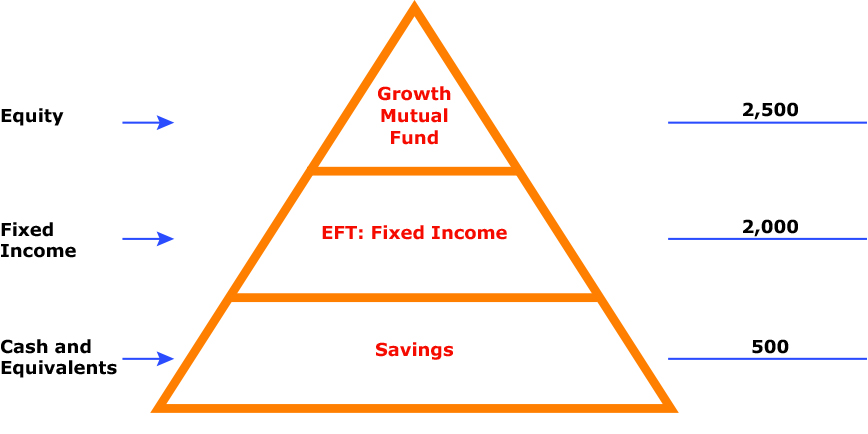 Equity
Growth
Mutual
Fund
2,500
Fixed
Income
EFT: Fixed Income
2,000
Cash and
Equivalents
Savings
500